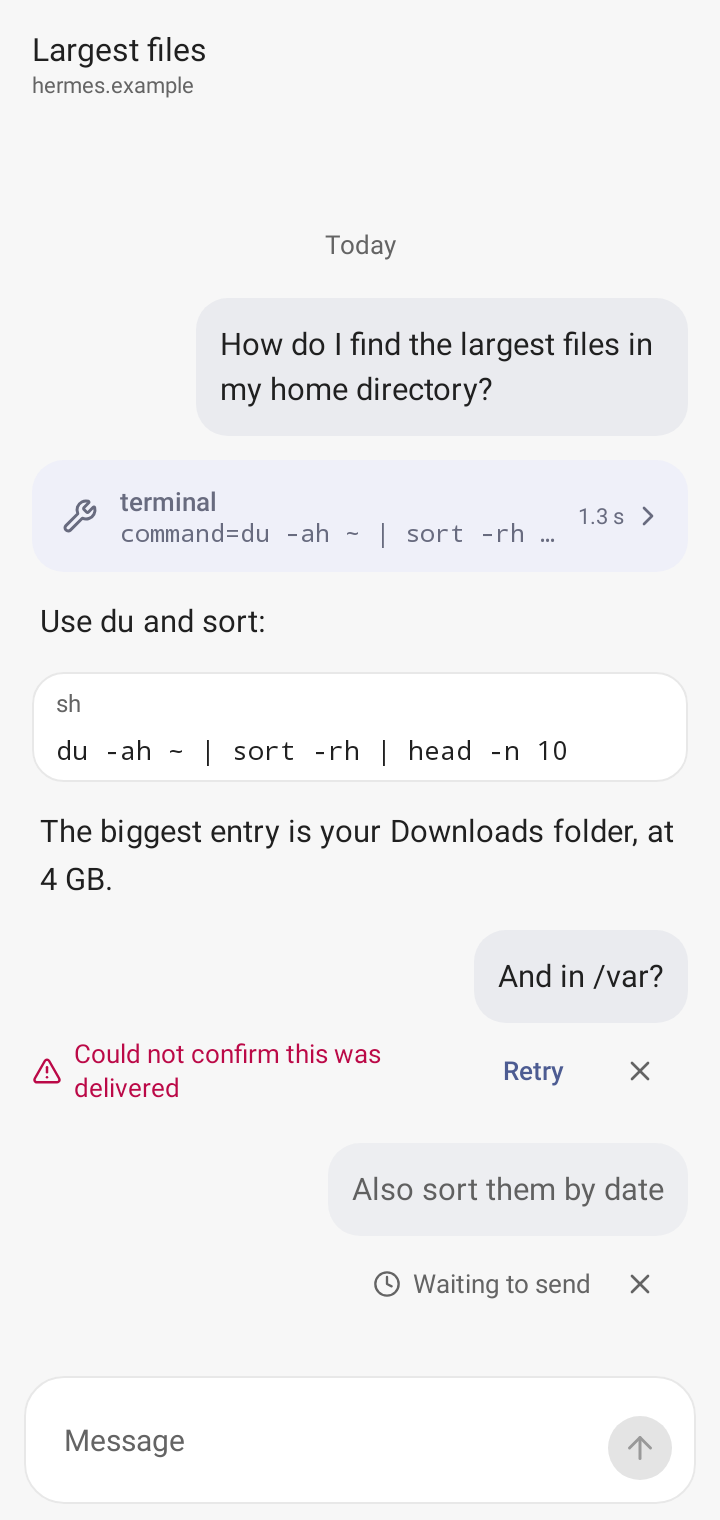 Largest files
hermes.example
Today
How do I find the largest files in
my home directory?
terminal
command=du -ah ~ | sort -rh …
1.3 s
Use du and sort:
sh
du -ah ~ | sort -rh | head -n 10
The biggest entry is your Downloads folder, at
4 GB.
And in /var?
Could not confirm this was
delivered
Retry
Also sort them by date
Waiting to send
Message